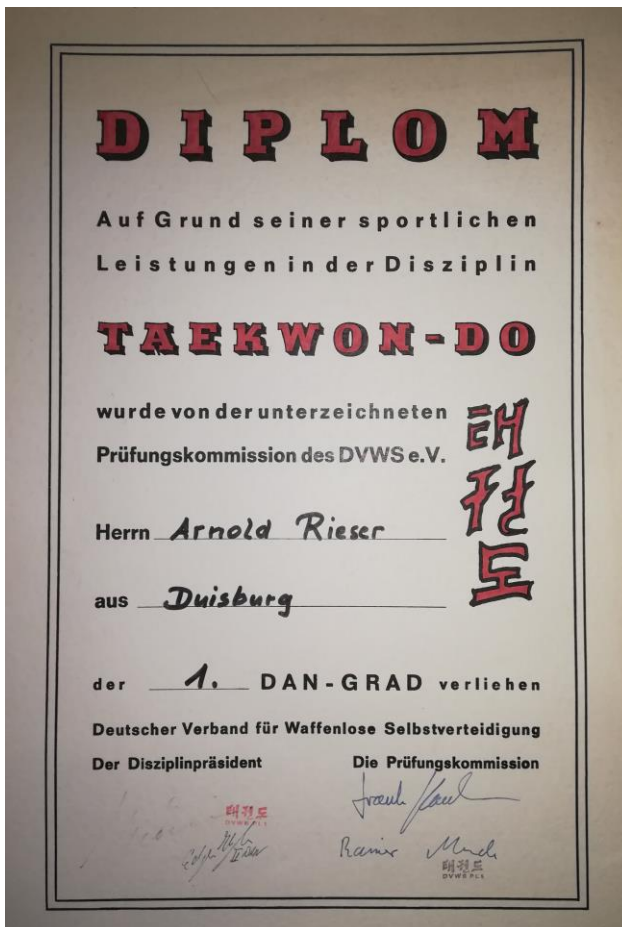 DIPLOM
Auf Grund seiner sportlichen
Leistungen in der Disziplin
TAEKWON-DO
wurde von der unterzeichneten
Prüfungskommission des DVWS e.V.
태권도
Herrn Arnold Rieser
aus Duisburg
der 1. DAN-GRAD verliehen
Deutscher Verband für Waffenlose Selbstverteidigung
Der Disziplinpräsident Die Prüfungskommission
Frank
태권도
Rainer
태권도